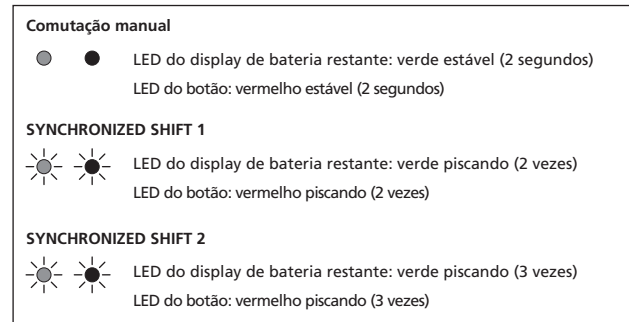 Comutação manual
LED do display de bateria restante: verde estável (2 segundos)
LED do botão: vermelho estável (2 segundos)
SYNCHRONIZED SHIFT 1
LED do display de bateria restante: verde piscando (2 vezes)
LED do botão: vermelho piscando (2 vezes)
SYNCHRONIZED SHIFT 2
LED do display de bateria restante: verde piscando (3 vezes)
LED do botão: vermelho piscando (3 vezes)